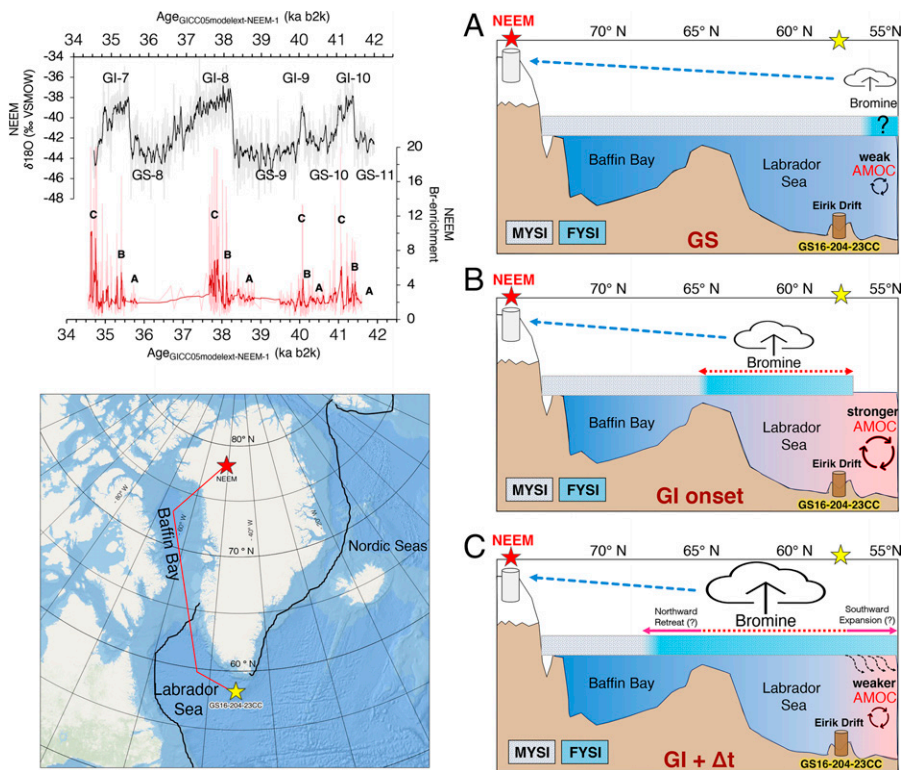 Age GICC05modelext-NEEM-1 (ka b2k)
34 35 36 37 38 39 40 41 42
-34
-36
-38
-40
-42
-44
-46
-48
NEEM
δ18O (‰ VSMOW)
GI-7
GI-8
GI-9
GI-10
GS-8
GS-9
GS-10
GS-11
20
16
12
8
4
0
NEEM
Br-enrichment
C
B
A
C
B
A
C
B
A
C
B
A
34 35 36 37 38 39 40 41 42
Age GICC05modelext-NEEM-1 (ka b2k)
80° N
NEEM
- 80° W
- 60° W
- 40° W
Baffin Bay
70° N
Nordic Seas
60° N
Labrador
Sea
GS16-204-23CC
A
NEEM
70°N 60°N 55°N
Bromine
?
Baffin Bay
Labrador
Sea
weak
AMOC
Eirik Drift
GS16-204-23CC
MYSI
FYSI
GS
B
NEEM
70°N 60°N 55°N
Bromine
Baffin Bay
Labrador
Sea
stronger
AMOC
Eirik Drift
GS16-204-23CC
MYSI
FYSI
GI onset
C
NEEM
70°N 60°N 55°N
Northward
Retreat (?)
Bromine
Southward
Expansion (?)
Baffin Bay
Labrador
Sea
weaker
AMOC
Eirik Drift
GS16-204-23CC
MYSI
FYSI
GI + Δt